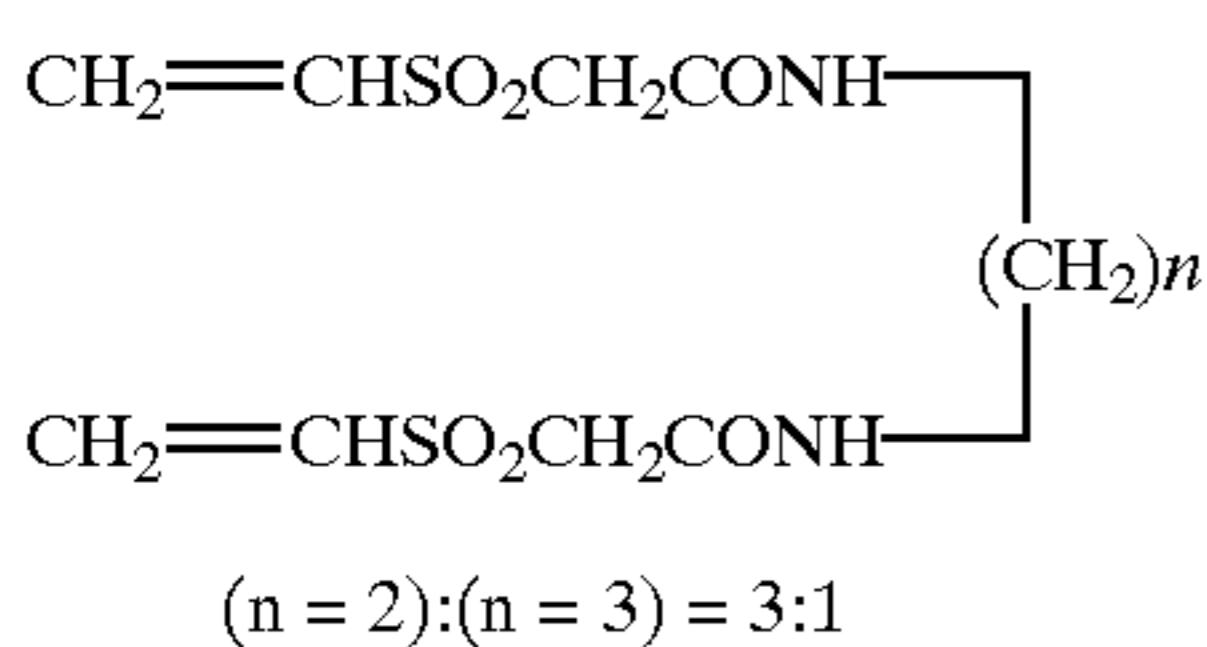 CH₂=CHSO₂CH₂CONH
(CH₂)n
CH₂=CHSO₂CH₂CONH
(n = 2):(n = 3) = 3:1